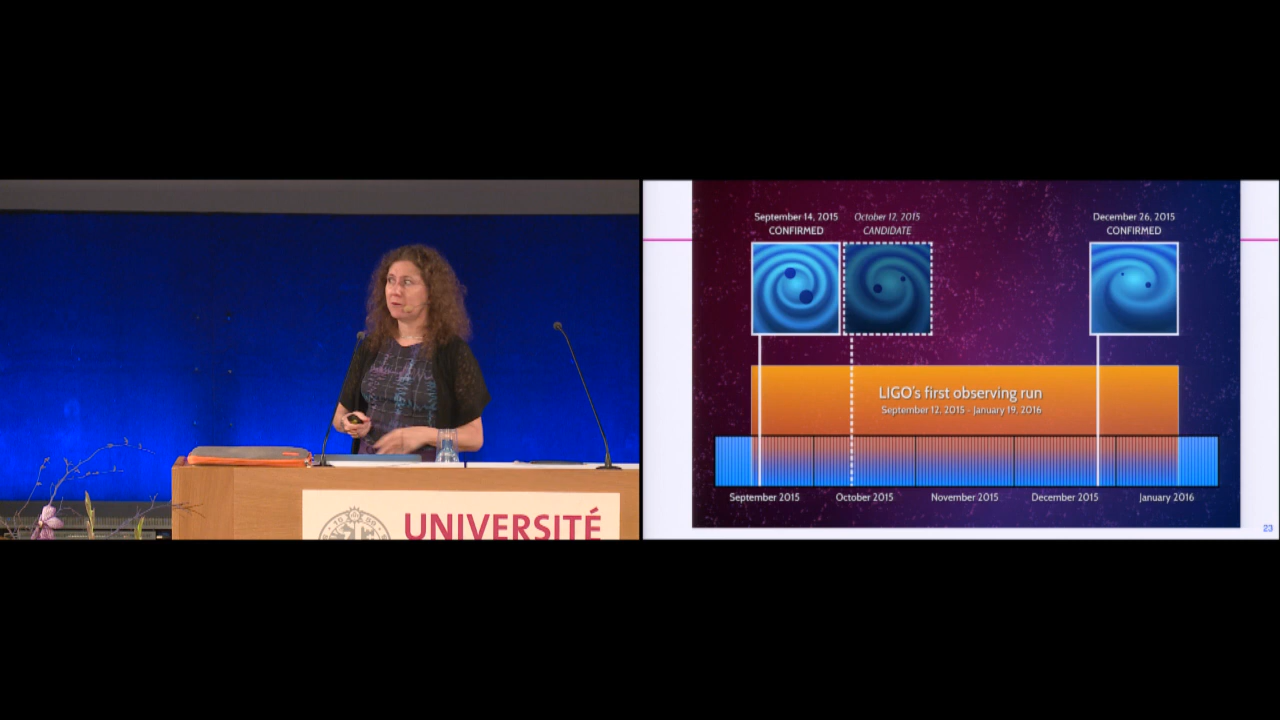 UNIVERSITÉ
September 14, 2015
CONFIRMED
October 12, 2015
CANDIDATE
December 26, 2015
CONFIRMED
LIGO's first observing run
September 12, 2015 - January 19, 2016
September 2015
October 2015
November 2015
December 2015
January 2016
23